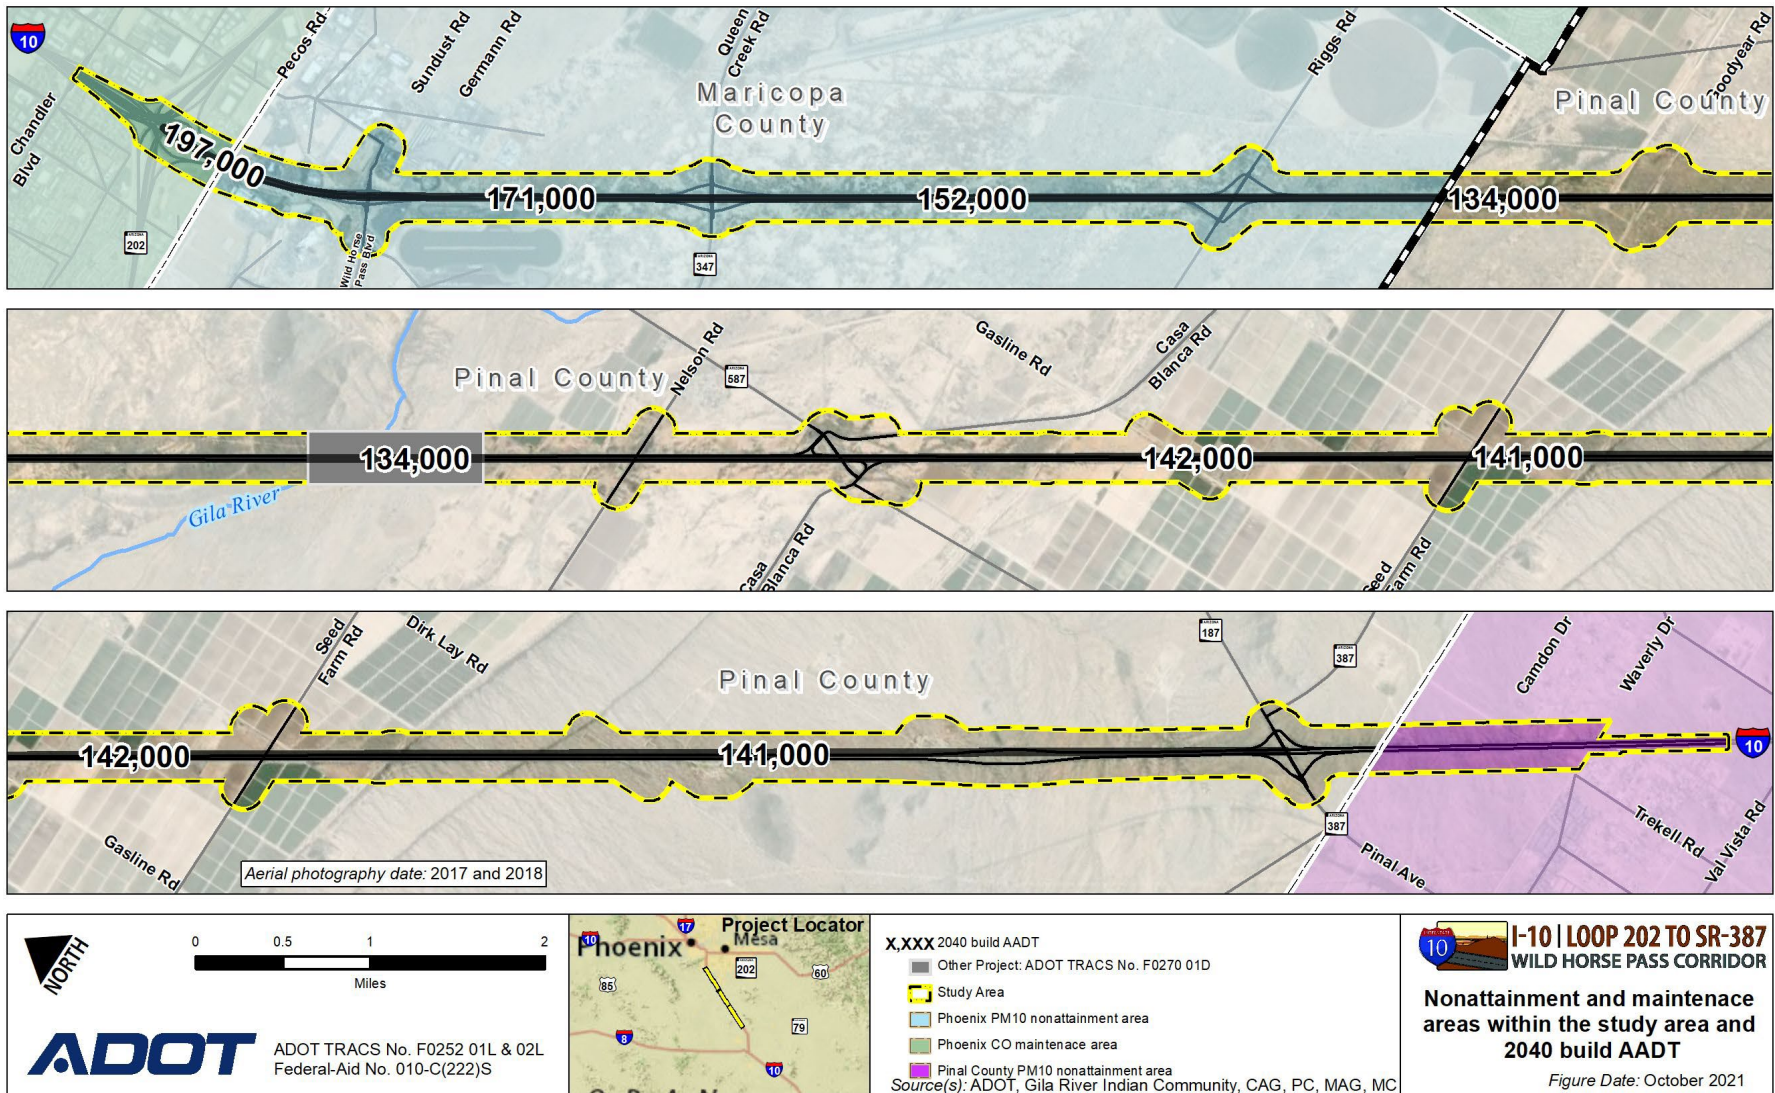 10
Chandler
Blvd
Pecos Rd
Sundust Rd
Germann Rd
Queen
Creek Rd
Riggs Rd
Goodyear Rd
Maricopa
County
Pinal County
197,000
171,000
152,000
134,000
ARIZONA
202
Wild Horse
Pass Blvd
ARIZONA
347
Pinal County
Nelson Rd
ARIZONA
587
Gasline Rd
Casa
Blanca Rd
134,000
142,000
141,000
Gila River
Casa
Blanca Rd
Seed
Farm Rd
Seed
Farm Rd
Dirk Lay Rd
Pinal County
ARIZONA
187
ARIZONA
387
Camdon Dr
Waverly Dr
142,000
141,000
10
Gasline Rd
Aerial photography date: 2017 and 2018
ARIZONA
387
Pinal Ave
Trekell Rd
Val Vista Rd
NORTH
0 0.5 1 2
Miles
ADOT
ADOT TRACS No. F0252 01L & 02L
Federal-Aid No. 010-C(222)S
Project Locator
17
10
Phoenix
Mesa
202
60
85
79
8
10
X,XXX 2040 build AADT
Other Project: ADOT TRACS No. F0270 01D
Study Area
Phoenix PM10 nonattainment area
Phoenix CO maintenace area
Pinal County PM10 nonattainment area
Source(s): ADOT, Gila River Indian Community, CAG, PC, MAG, MC
10
I-10 | LOOP 202 TO SR-387
WILD HORSE PASS CORRIDOR
Nonattainment and maintenace
areas within the study area and
2040 build AADT
Figure Date: October 2021